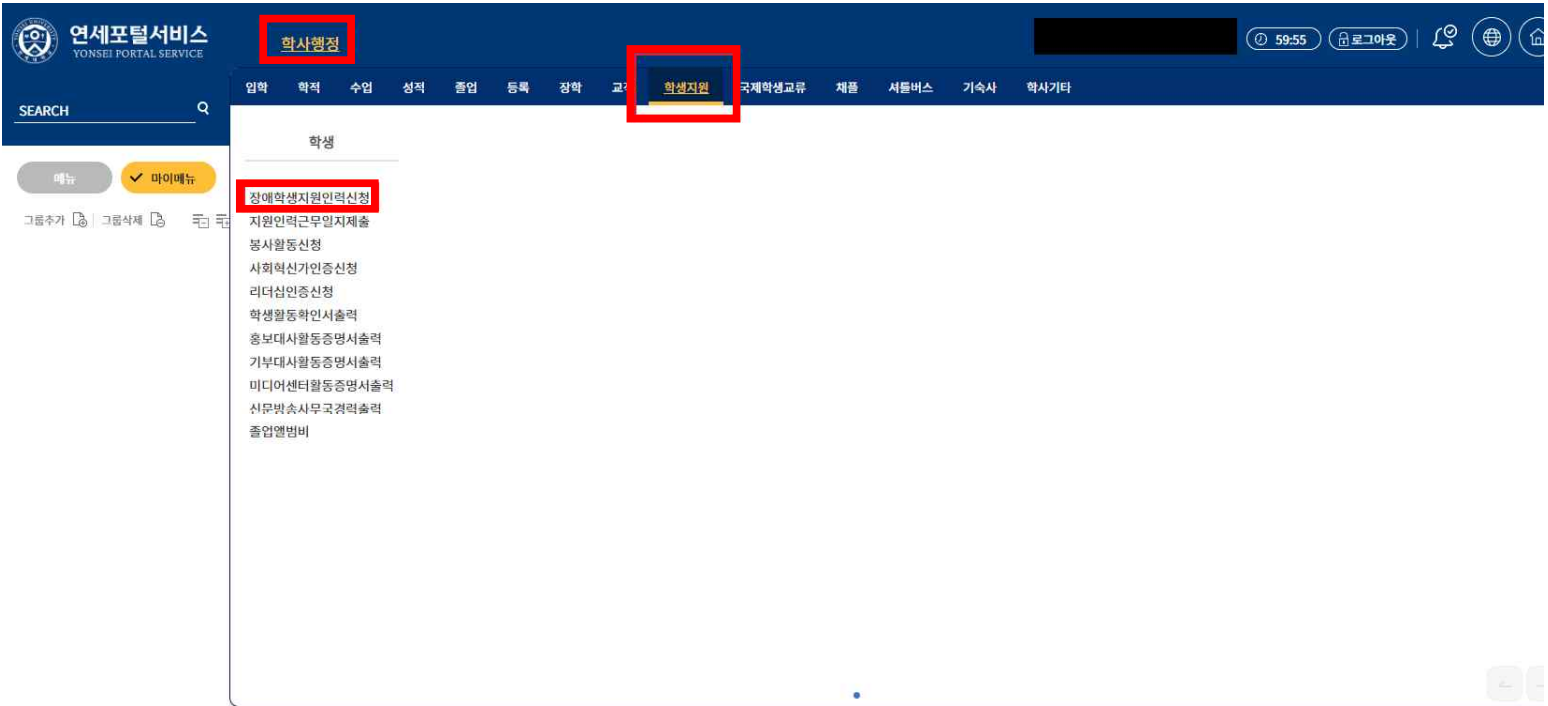 연세포털서비스
YONSEI PORTAL SERVICE
학사행정
59:55
로그아웃
SEARCH
입학 학적 수업 성적 졸업 등록 장학 학생지원 국제학생교류 채플 셔틀버스 기숙사 학사기타
학생
메뉴 마이메뉴
그룹추가 그룹삭제
장애학생지원인력신청
지원인력근무일지제출
봉사활동신청
사회혁신가인증신청
리더십인증신청
학생활동확인서출력
홍보대사활동증명서출력
기부대사활동증명서출력
미디어센터활동증명서출력
신문방송사무국경력출력
졸업앨범비